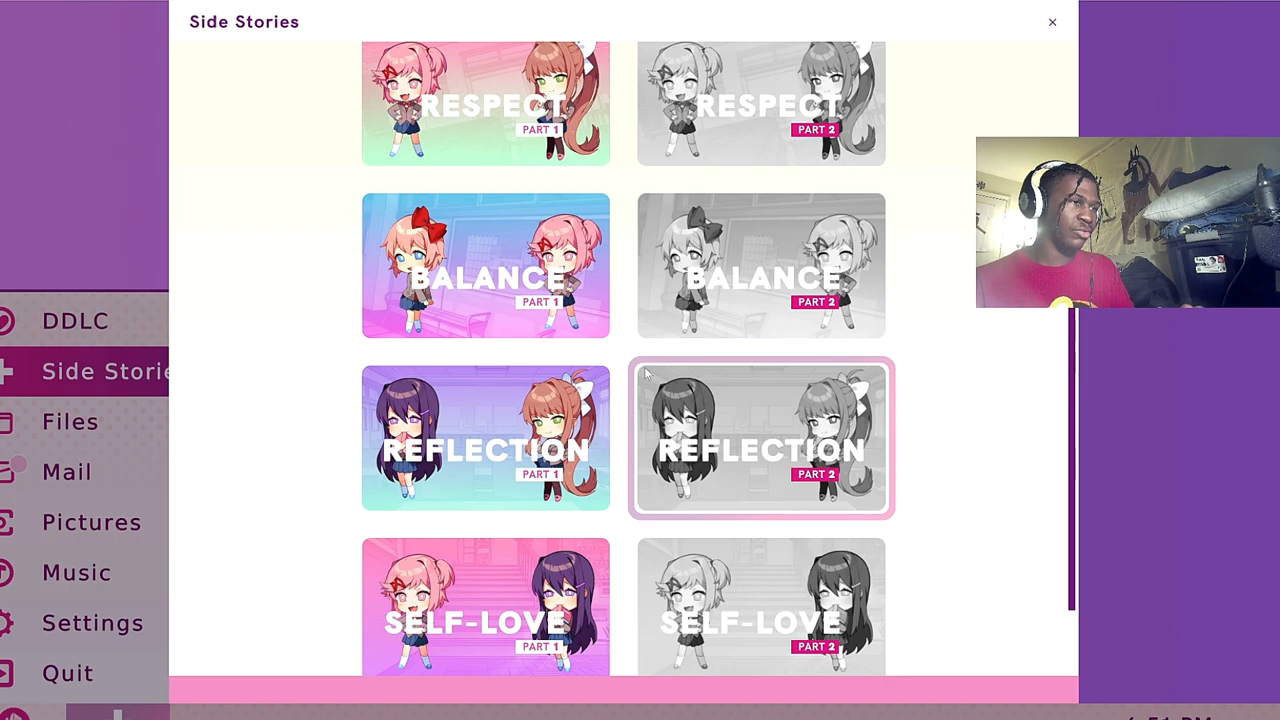 Side Stories
×
RESPECT
PART 1
RESPECT
PART 2
BALANCE
PART 1
BALANCE
PART 2
REFLECTION
PART 1
REFLECTION
PART 2
SELF-LOVE
PART 1
SELF-LOVE
PART 2
DDLC
Side Storie
Files
Mail
Pictures
Music
Settings
Quit